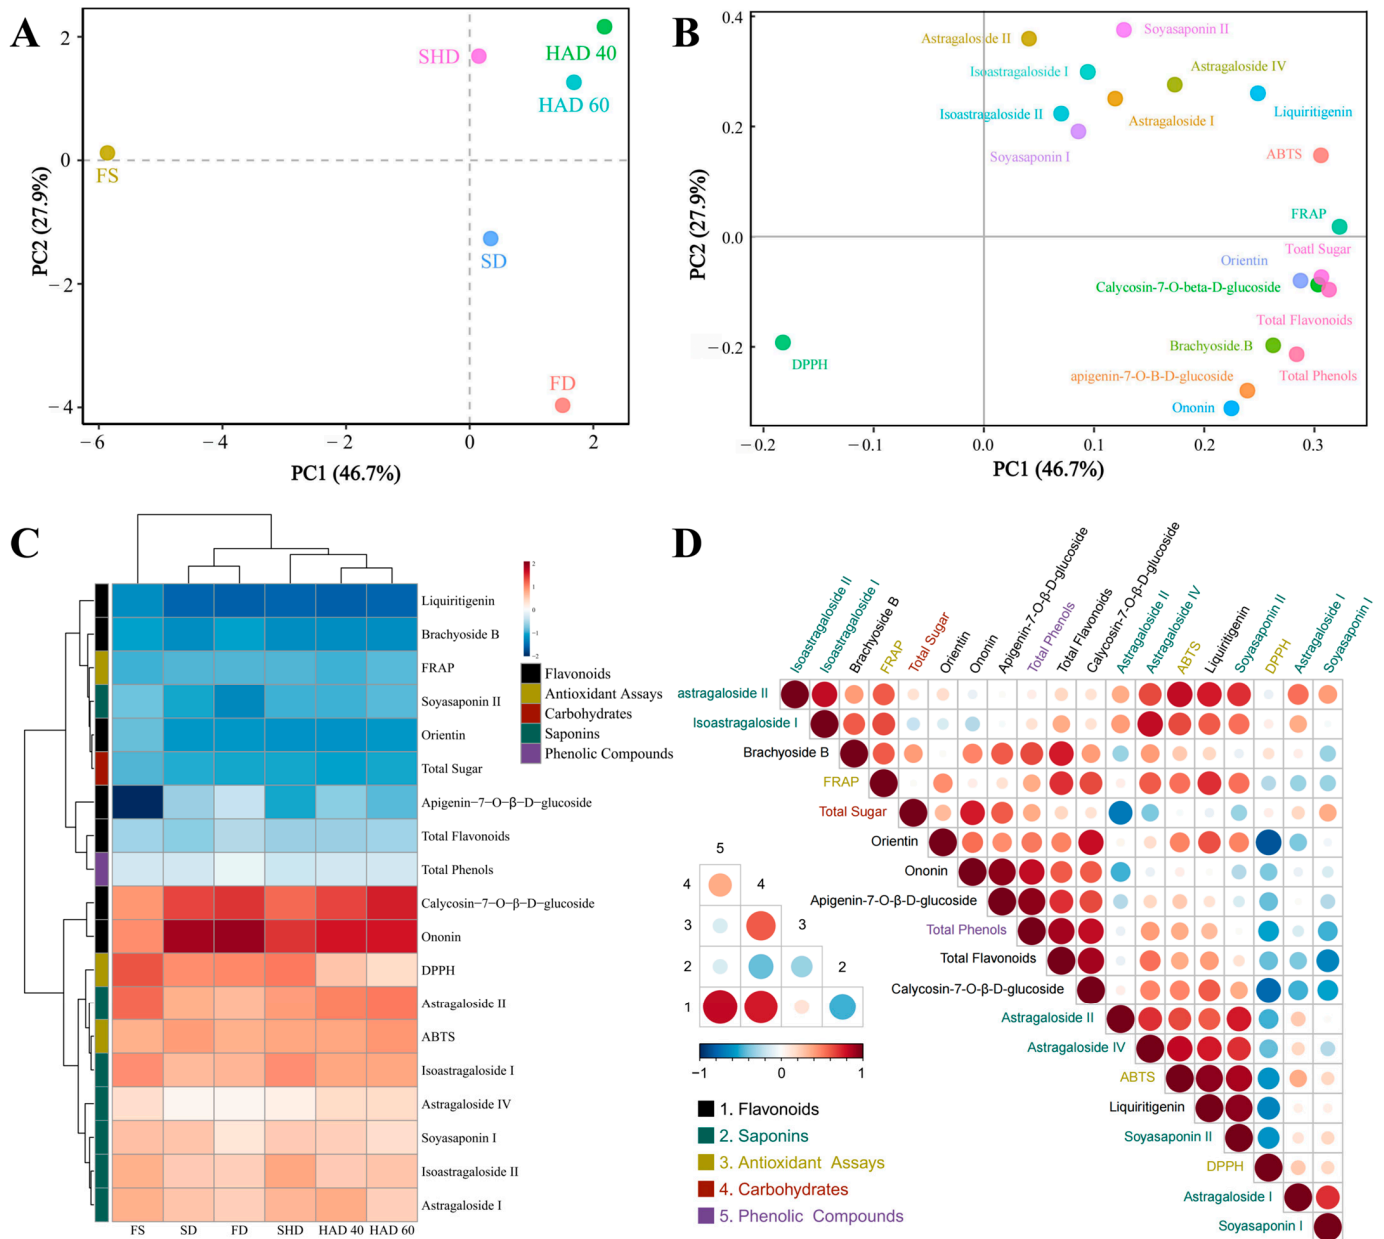 A
2
0
−2
−4
PC2 (27.9%)
SHD
HAD 40
HAD 60
FS
SD
FD
−6
−4
−2
0
2
PC1 (46.7%)
B
0.4
0.2
0.0
−0.2
PC2 (27.9%)
Astragaloside II
Soyasaponin II
Isoastragaloside I
Astragaloside IV
Isoastragaloside II
Astragaloside I
Liquiritigenin
Soyasaponin I
ABTS
FRAP
Toatl Sugar
Orientin
Calycosin-7-O-beta-D-glucoside
Total Flavonoids
Brachyoside.B
DPPH
apigenin-7-O-B-D-glucoside
Total Phenols
Ononin
−0.2
−0.1
0.0
0.1
0.2
0.3
PC1 (46.7%)
C
2
1
0
−1
−2
Flavonoids
Antioxidant Assays
Carbohydrates
Saponins
Phenolic Compounds
Liquiritigenin
Brachyoside B
FRAP
Soyasaponin II
Orientin
Total Sugar
Apigenin−7−O−β−D−glucoside
Total Flavonoids
Total Phenols
Calycosin−7−O−β−D−glucoside
Ononin
DPPH
Astragaloside II
ABTS
Isoastragaloside I
Astragaloside IV
Soyasaponin I
Isoastragaloside II
Astragaloside I
FS SD FD SHD HAD 40 HAD 60
D
Isoastragaloside II
Isoastragaloside I
Brachyoside B
FRAP
Total Sugar
Orientin
Ononin
Apigenin-7-O-β-D-glucoside
Total Phenols
Total Flavonoids
Calycosin-7-O-β-D-glucoside
Astragaloside II
Astragaloside IV
ABTS
Liquiritigenin
Soyasaponin II
DPPH
Astragaloside I
Soyasaponin I
astragaloside II
Isoastragaloside I
Brachyoside B
FRAP
Total Sugar
Orientin
Ononin
Apigenin-7-O-β-D-glucoside
Total Phenols
Total Flavonoids
Calycosin-7-O-β-D-glucoside
Astragaloside II
Astragaloside IV
ABTS
Liquiritigenin
Soyasaponin II
DPPH
Astragaloside I
Soyasaponin I
5
4 4
3 3
2 2
1
−1 0 1
1. Flavonoids
2. Saponins
3. Antioxidant Assays
4. Carbohydrates
5. Phenolic Compounds